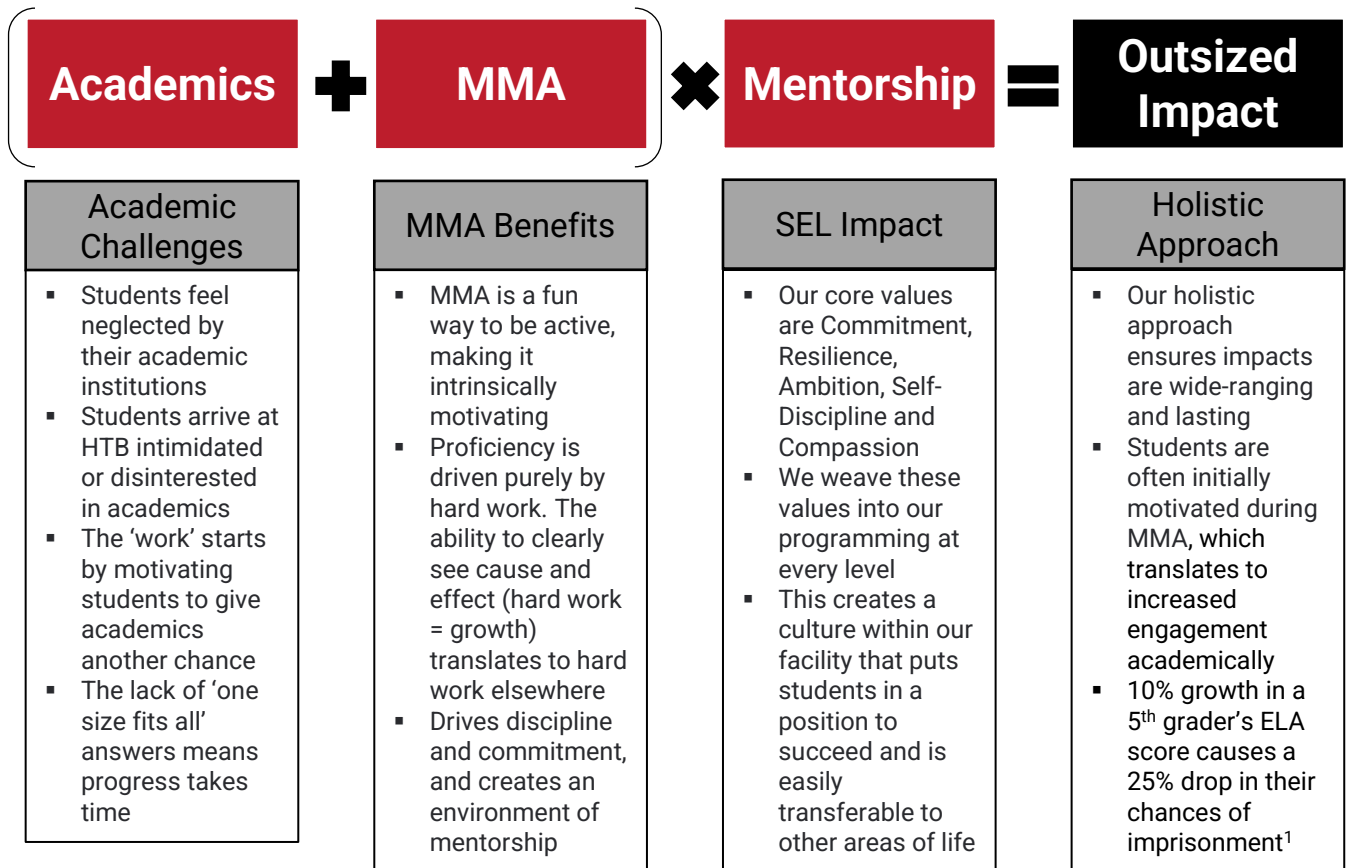 Academics + MMA × Mentorship = Outsized
Impact
Academic
Challenges
▪ Students feel
neglected by
their academic
institutions
▪ Students arrive at
HTB intimidated
or disinterested
in academics
▪ The ‘work’ starts
by motivating
students to give
academics
another chance
▪ The lack of ‘one
size fits all’
answers means
progress takes
time
MMA Benefits
▪ MMA is a fun
way to be active,
making it
intrinsically
motivating
▪ Proficiency is
driven purely by
hard work. The
ability to clearly
see cause and
effect (hard work
= growth)
translates to hard
work elsewhere
▪ Drives discipline
and commitment,
and creates an
environment of
mentorship
SEL Impact
▪ Our core values
are Commitment,
Resilience,
Ambition, Self-
Discipline and
Compassion
▪ We weave these
values into our
programming at
every level
▪ This creates a
culture within our
facility that puts
students in a
position to
succeed and is
easily
transferable to
other areas of life
Holistic
Approach
▪ Our holistic
approach
ensures impacts
are wide-ranging
and lasting
▪ Students are
often initially
motivated during
MMA, which
translates to
increased
engagement
academically
▪ 10% growth in a
5th grader’s ELA
score causes a
25% drop in their
chances of
imprisonment1